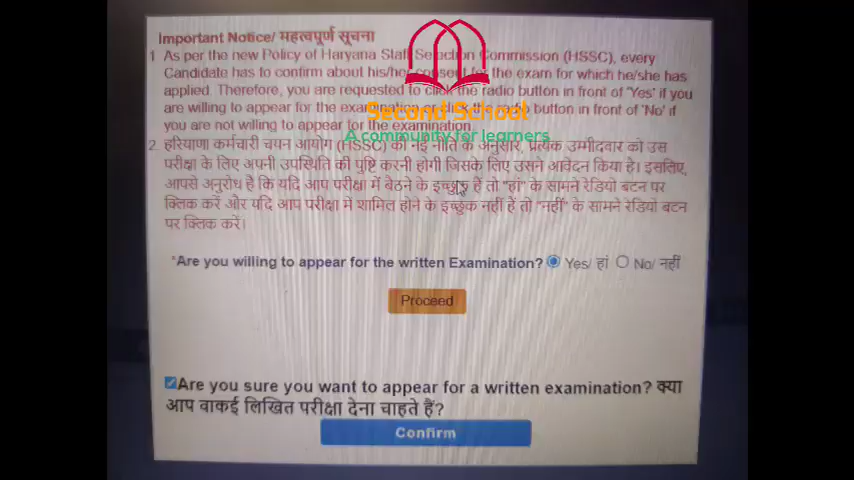 Important Notice/ महत्वपूर्ण सूचना
1 As per the new Policy of Haryana Staff Selection Commission (HSSC), every
Candidate has to confirm about his/her consent for the exam for which he/she has
applied. Therefore, you are requested to click the radio button in front of 'Yes' if you
are willing to appear for the examination or click the radio button in front of 'No' if
you are not willing to appear for the examination.
Second School
A community for learners
2. हरियाणा कर्मचारी चयन आयोग (HSSC) की नई नीति के अनुसार, प्रत्येक उम्मीदवार को उस
परीक्षा के लिए अपनी उपस्थिति की पुष्टि करनी होगी जिसके लिए उसने आवेदन किया है। इसलिए,
आपसे अनुरोध है कि यदि आप परीक्षा में बैठने के इच्छुक हैं तो "हां" के सामने रेडियो बटन पर
क्लिक करें और यदि आप परीक्षा में शामिल होने के इच्छुक नहीं हैं तो "नहीं" के सामने रेडियो बटन
पर क्लिक करें।
*Are you willing to appear for the written Examination? Yes/ हां No/ नहीं
Proceed
Are you sure you want to appear for a written examination? क्या
आप वाकई लिखित परीक्षा देना चाहते हैं?
Confirm